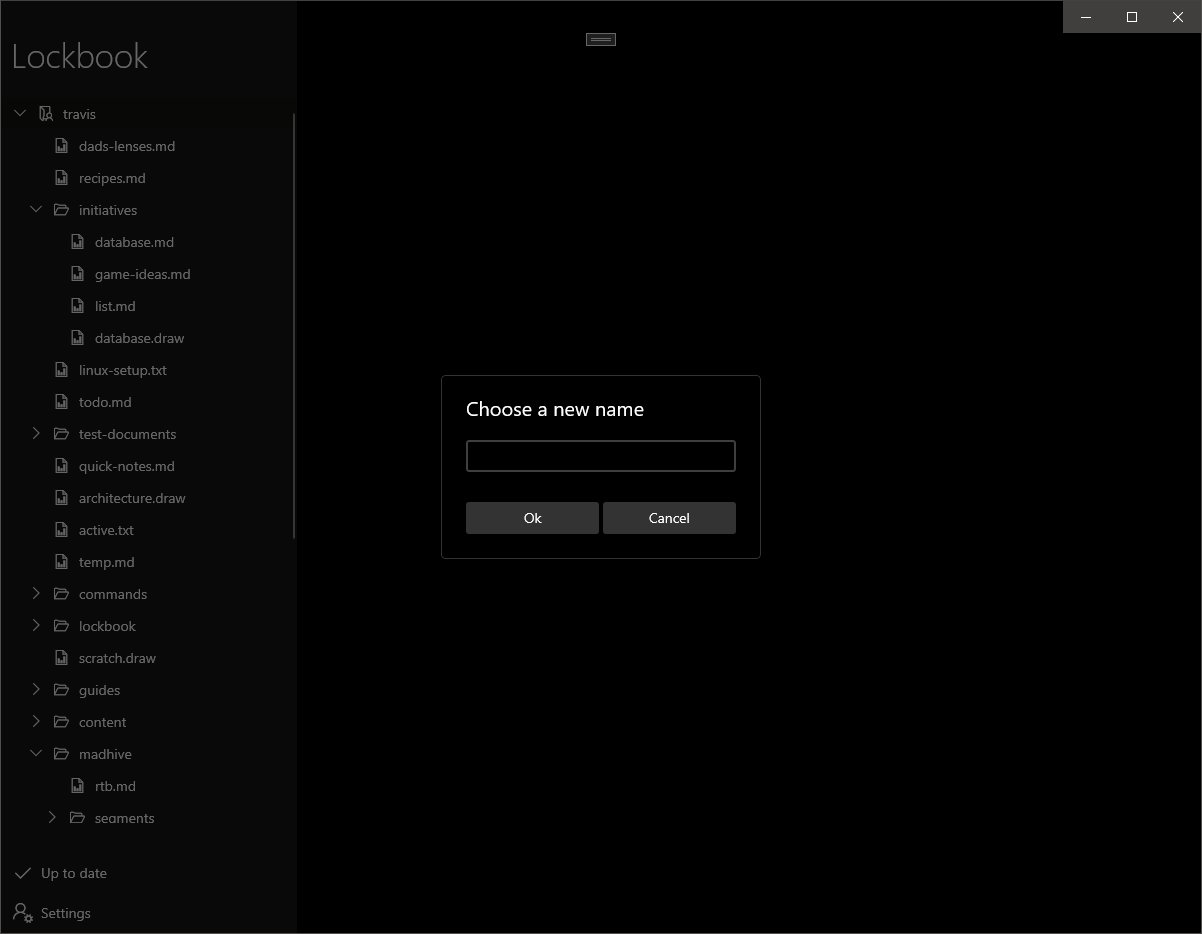 Lockbook
travis
dads-lenses.md
recipes.md
initiatives
database.md
game-ideas.md
list.md
database.draw
linux-setup.txt
todo.md
test-documents
quick-notes.md
architecture.draw
active.txt
temp.md
commands
lockbook
scratch.draw
guides
content
madhive
rtb.md
segments
Up to date
Settings
Choose a new name
Ok Cancel